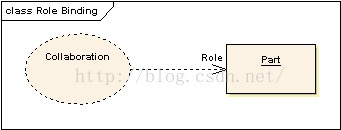 class Role Binding
Collaboration
Role
Part
http://blog.csdn.net/